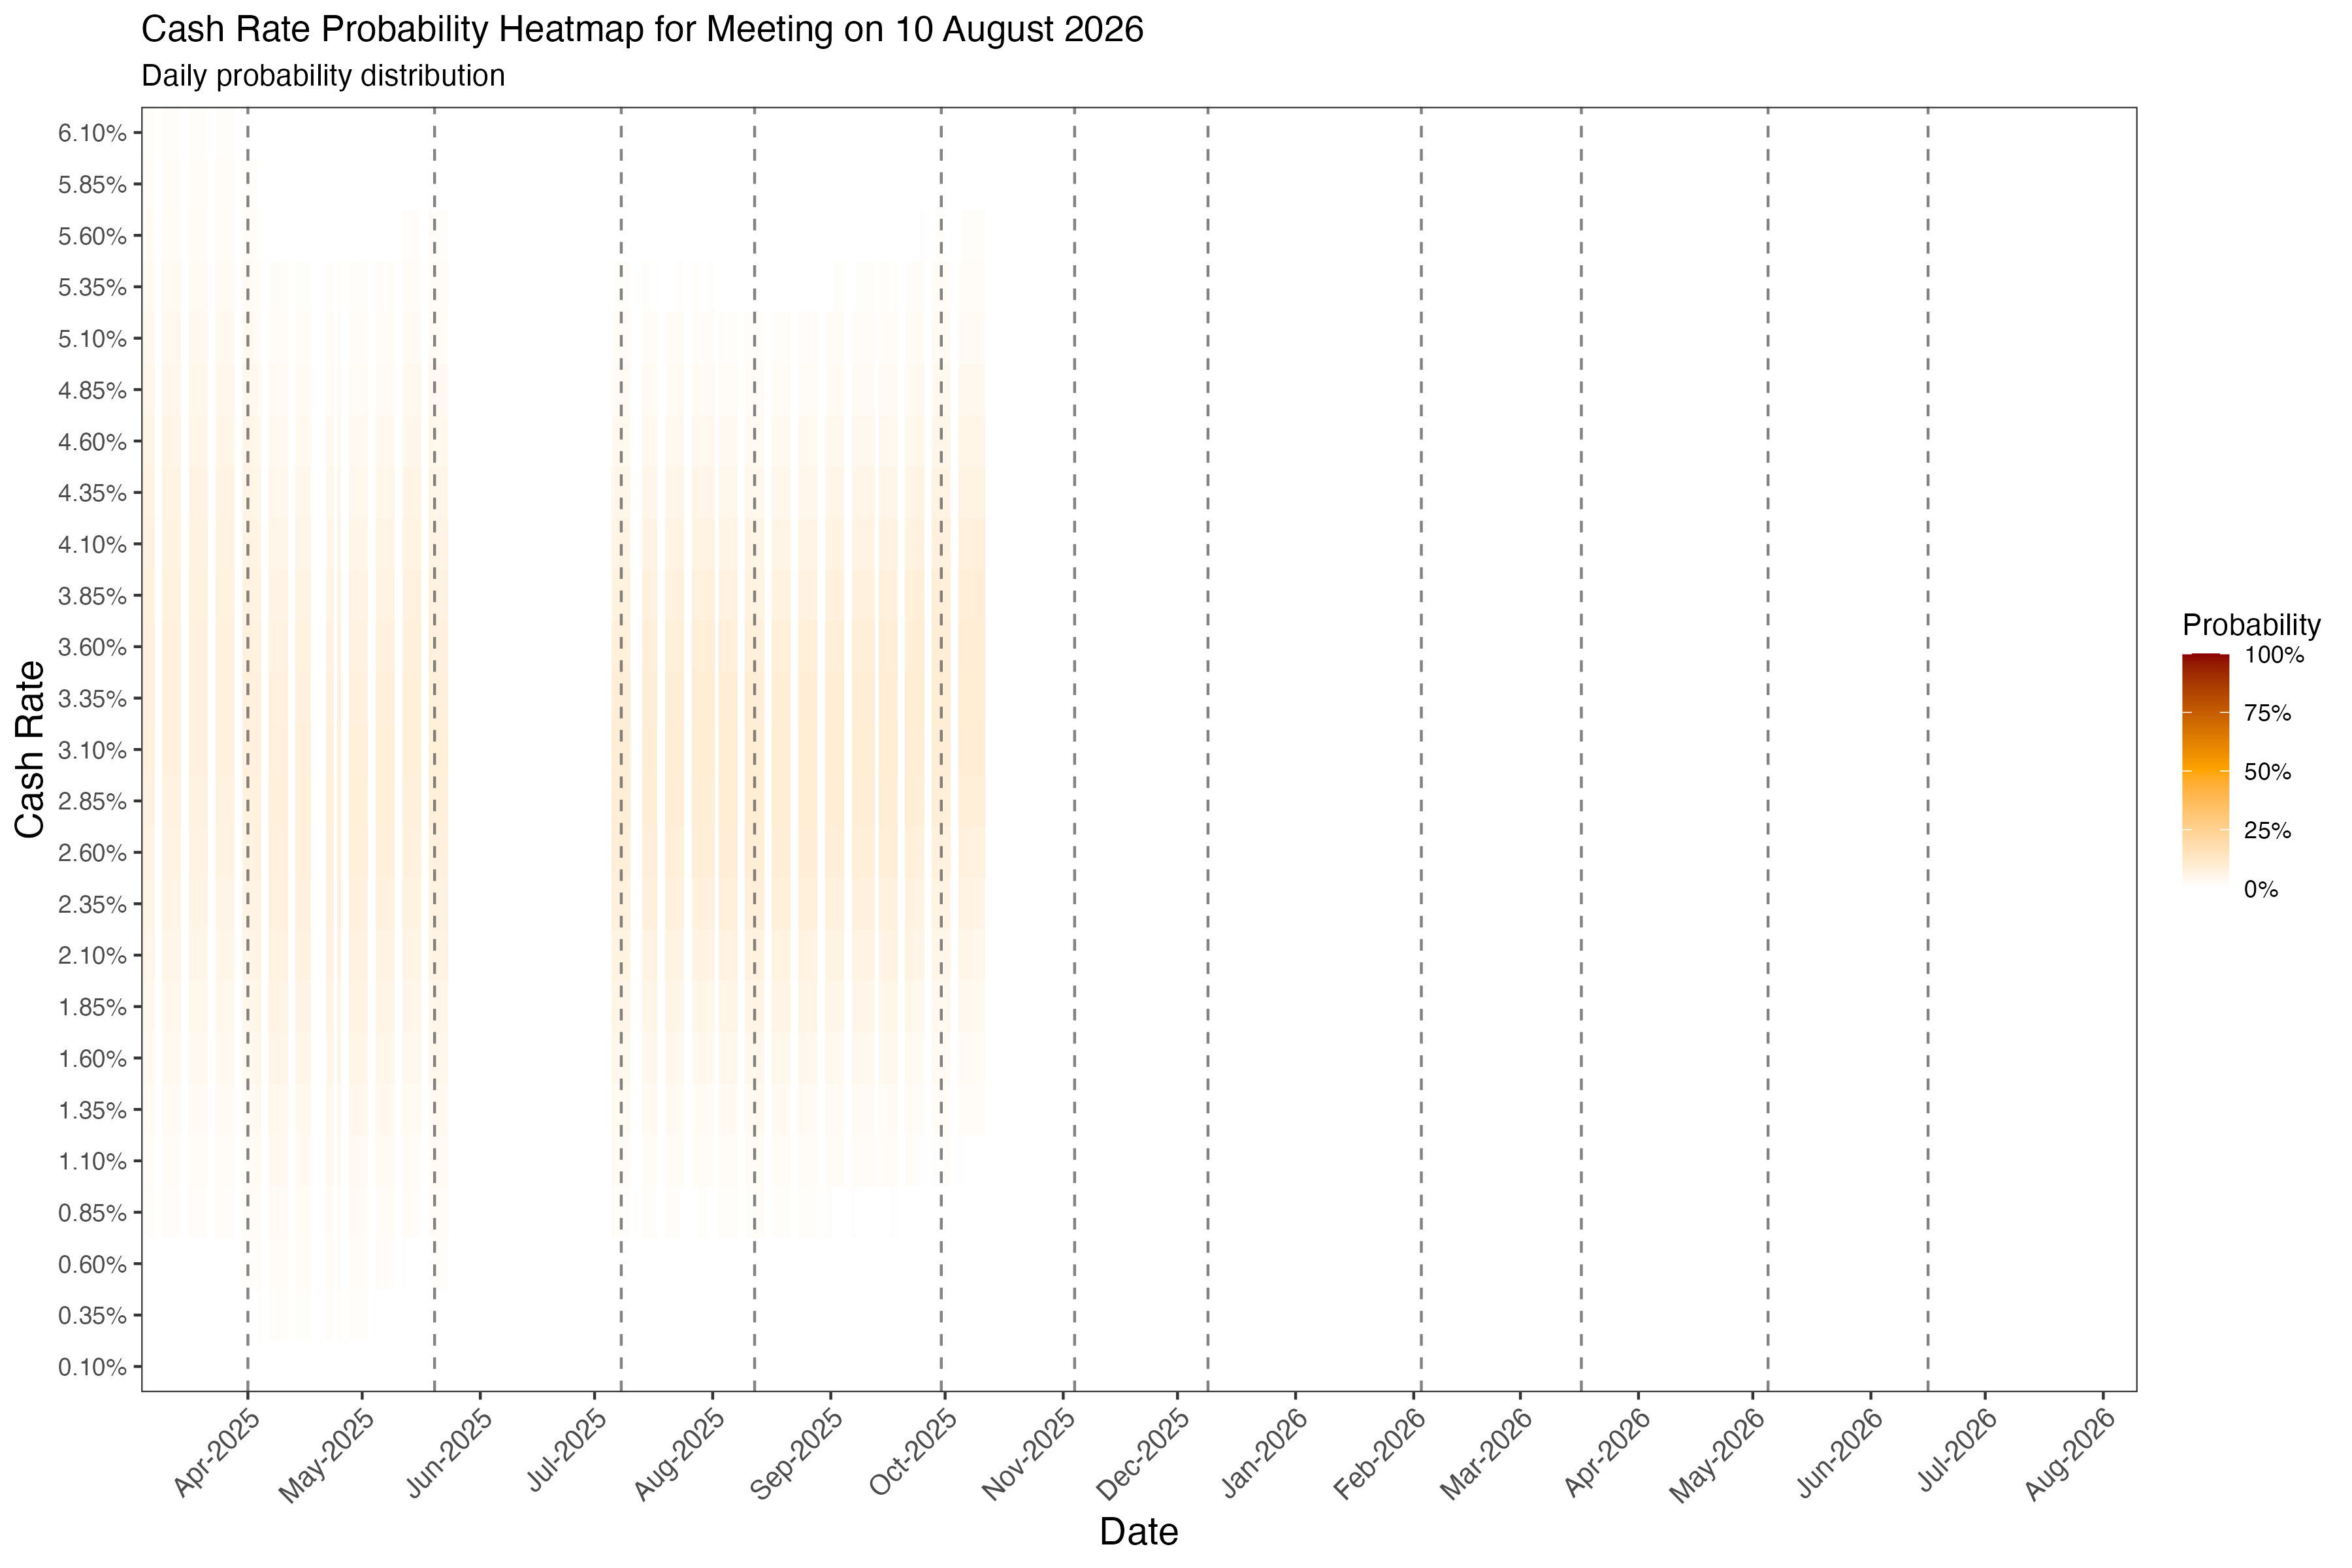 Cash Rate Probability Heatmap for Meeting on 10 August 2026
Daily probability distribution
6.10%
5.85%
5.60%
5.35%
5.10%
4.85%
4.60%
4.35%
4.10%
3.85%
3.60%
3.35%
3.10%
2.85%
2.60%
2.35%
2.10%
1.85%
1.60%
1.35%
1.10%
0.85%
0.60%
0.35%
0.10%
Cash Rate
Apr-2025
May-2025
Jun-2025
Jul-2025
Aug-2025
Sep-2025
Oct-2025
Nov-2025
Dec-2025
Jan-2026
Feb-2026
Mar-2026
Apr-2026
May-2026
Jun-2026
Jul-2026
Aug-2026
Date
Probability
100%
75%
50%
25%
0%